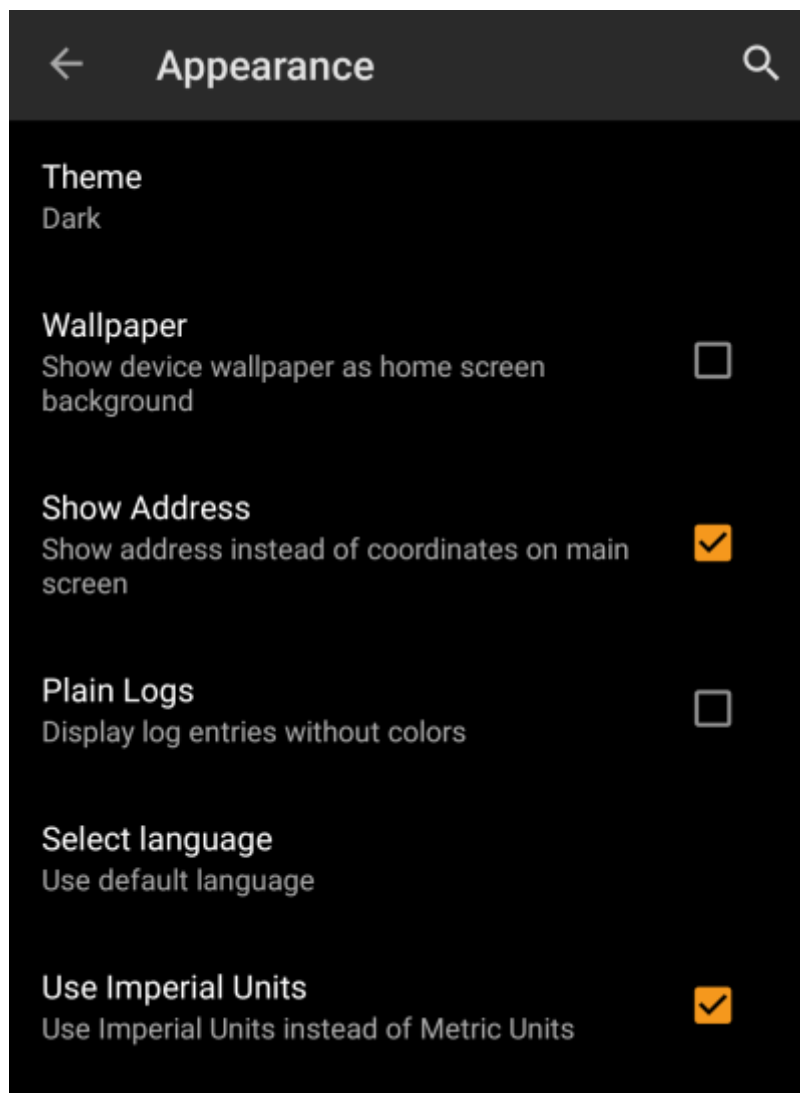 Appearance
Theme
Dark
Wallpaper
Show device wallpaper as home screen
background
Show Address
Show address instead of coordinates on main
screen
Plain Logs
Display log entries without colors
Select language
Use default language
Use Imperial Units
Use Imperial Units instead of Metric Units